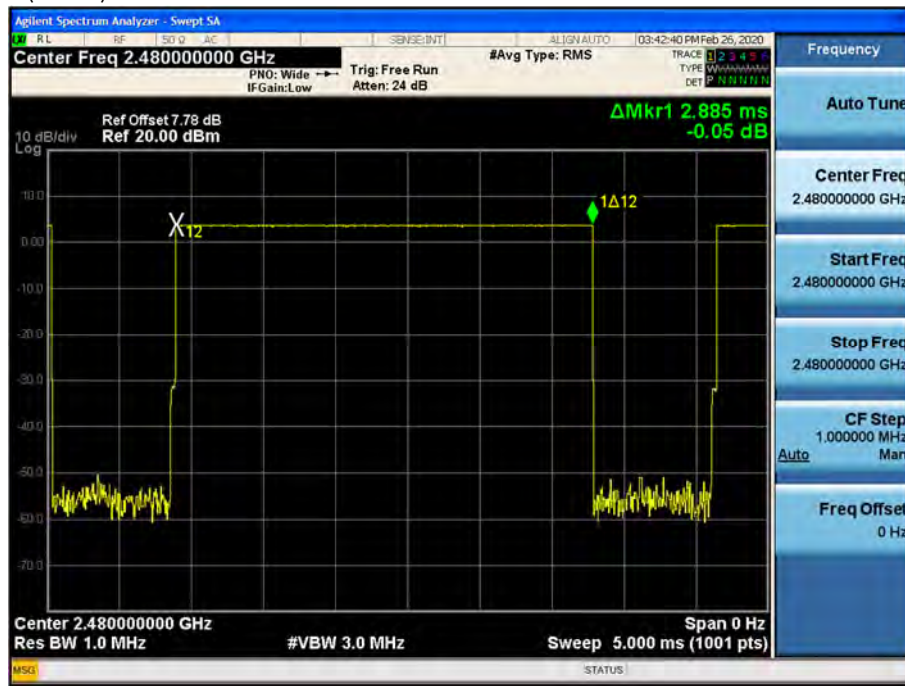 Agilent Spectrum Analyzer - Swept SA
RL RF 50 Ω AC SENSE:INT ALIGN AUTO 03:42:40 PM Feb 26, 2020
Center Freq 2.480000000 GHz
PNO: Wide
IFGain:Low
Trig: Free Run
Atten: 24 dB
#Avg Type: RMS
TRACE 1 2 3 4 5 6
TYPE
DET P N N N N N
Ref Offset 7.78 dB
10 dB/div Ref 20.00 dBm
Log
ΔMkr1 2.885 ms
-0.05 dB
10.0
0.00
-10.0
-20.0
-30.0
-40.0
-50.0
-60.0
-70.0
X12
1Δ12
Center 2.480000000 GHz Span 0 Hz
Res BW 1.0 MHz #VBW 3.0 MHz Sweep 5.000 ms (1001 pts)
MSG STATUS
Frequency
Auto Tune
Center Freq
2.480000000 GHz
Start Freq
2.480000000 GHz
Stop Freq
2.480000000 GHz
CF Step
1.000000 MHz
Auto Man
Freq Offset
0 Hz